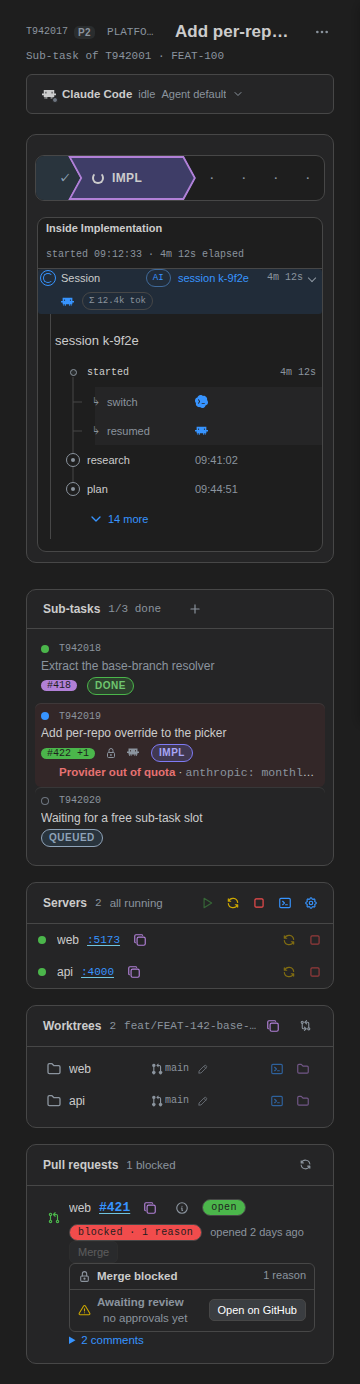 T942017 P2 PLATFO… Add per-rep… ···
Sub-task of T942001 · FEAT-100
Claude Code idle Agent default
✓ IMPL
Inside Implementation
started 09:12:33 · 4m 12s elapsed
Session AI session k-9f2e 4m 12s
Σ 12.4k tok
session k-9f2e
started 4m 12s
↳ switch
↳ resumed
research 09:41:02
plan 09:44:51
14 more
Sub-tasks 1/3 done
T942018
Extract the base-branch resolver
#418 DONE
T942019
Add per-repo override to the picker
#422 +1 IMPL
Provider out of quota · anthropic: monthl…
T942020
Waiting for a free sub-task slot
QUEUED
Servers 2 all running
web :5173
api :4000
Worktrees 2 feat/FEAT-142-base-…
web main
api main
Pull requests 1 blocked
web #421 open
blocked · 1 reason opened 2 days ago
Merge
Merge blocked 1 reason
Awaiting review
no approvals yet
Open on GitHub
2 comments